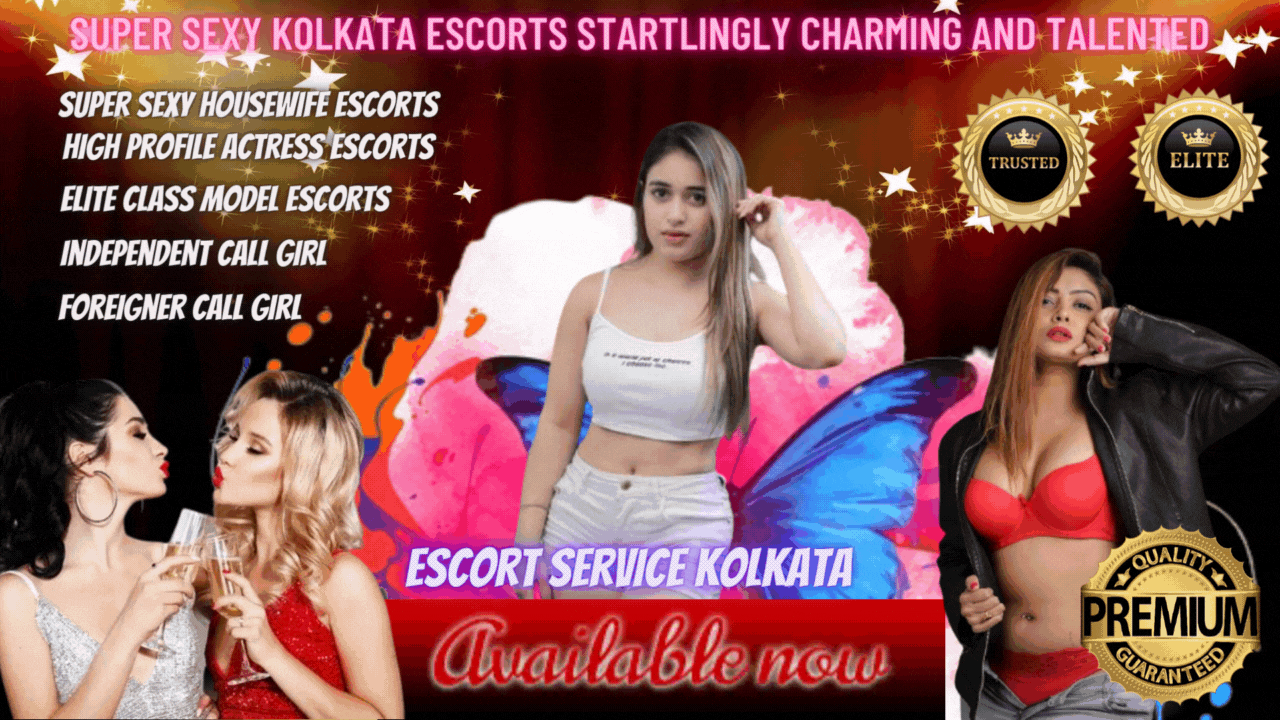 SUPER SEXY KOLKATA ESCORTS STARTLINGLY CHARMING AND TALENTED
SUPER SEXY HOUSEWIFE ESCORTS
HIGH PROFILE ACTRESS ESCORTS
ELITE CLASS MODEL ESCORTS
INDEPENDENT CALL GIRL
FOREIGNER CALL GIRL
TRUSTED
ELITE
ESCORT SERVICE KOLKATA
Available now
QUALITY
PREMIUM
GUARANTEED